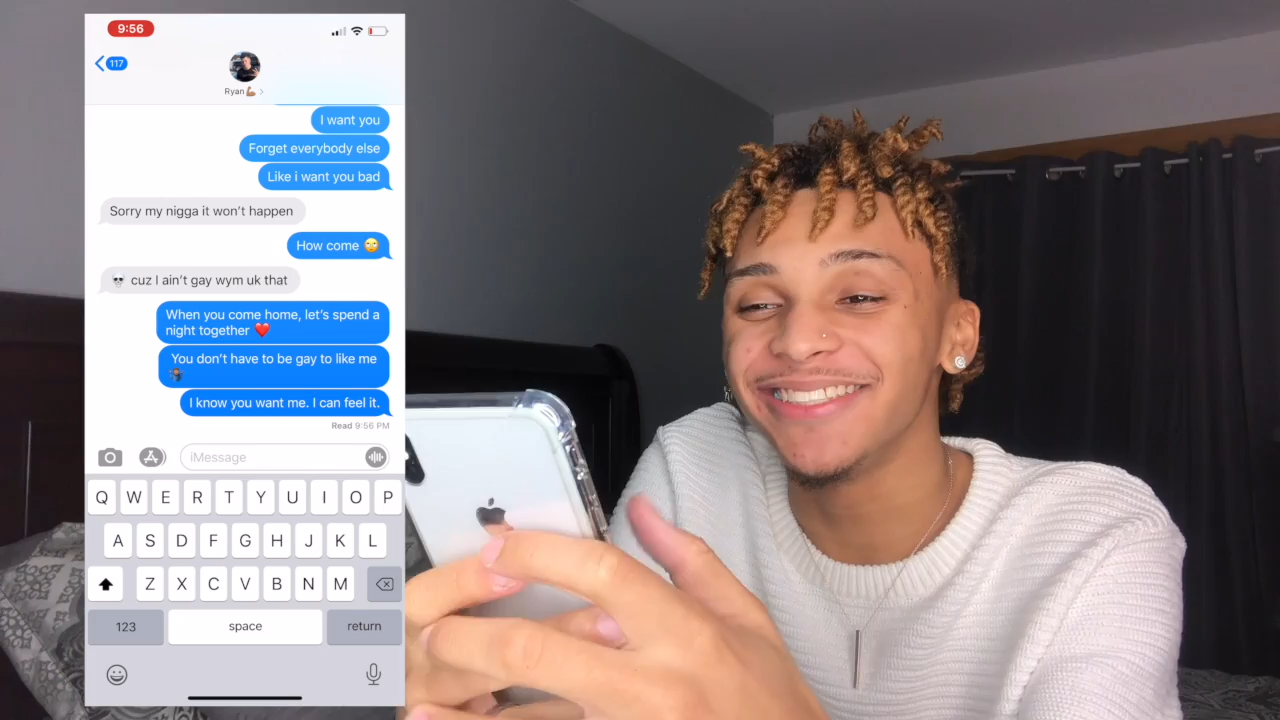 9:56
117
Ryan💪🏽 >
I want you
Forget everybody else
Like i want you bad
Sorry my nigga it won't happen
How come 🙄
💀 cuz I ain't gay wym uk that
When you come home, let's spend a
night together ❤️
You don't have to be gay to like me
I know you want me. I can feel it.
Read 9:56 PM
iMessage
Q W E R T Y U I O P
A S D F G H J K L
Z X C V B N M
123 space return